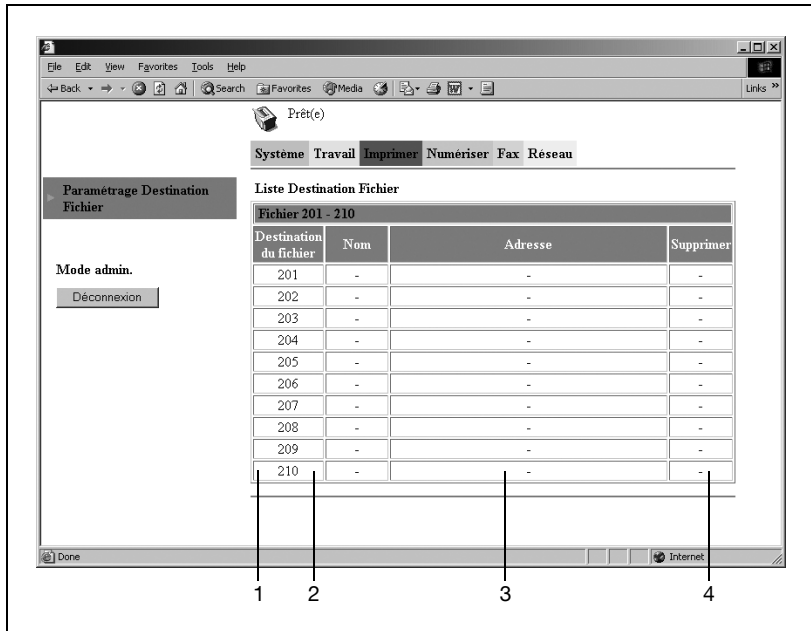 File Edit View Favorites Tools Help
Back Search Favorites Media Links »
Prêt(e)
Système Travail Imprimer Numériser Fax Réseau
Paramétrage Destination
Fichier
Liste Destination Fichier
Fichier 201 - 210
Destination
du fichier Nom Adresse Supprimer
201 - - -
202 - - -
203 - - -
Mode admin.
Déconnexion
204 - - -
205 - - -
206 - - -
207 - - -
208 - - -
209 - - -
210 - - -
Done Internet
1 2 3 4